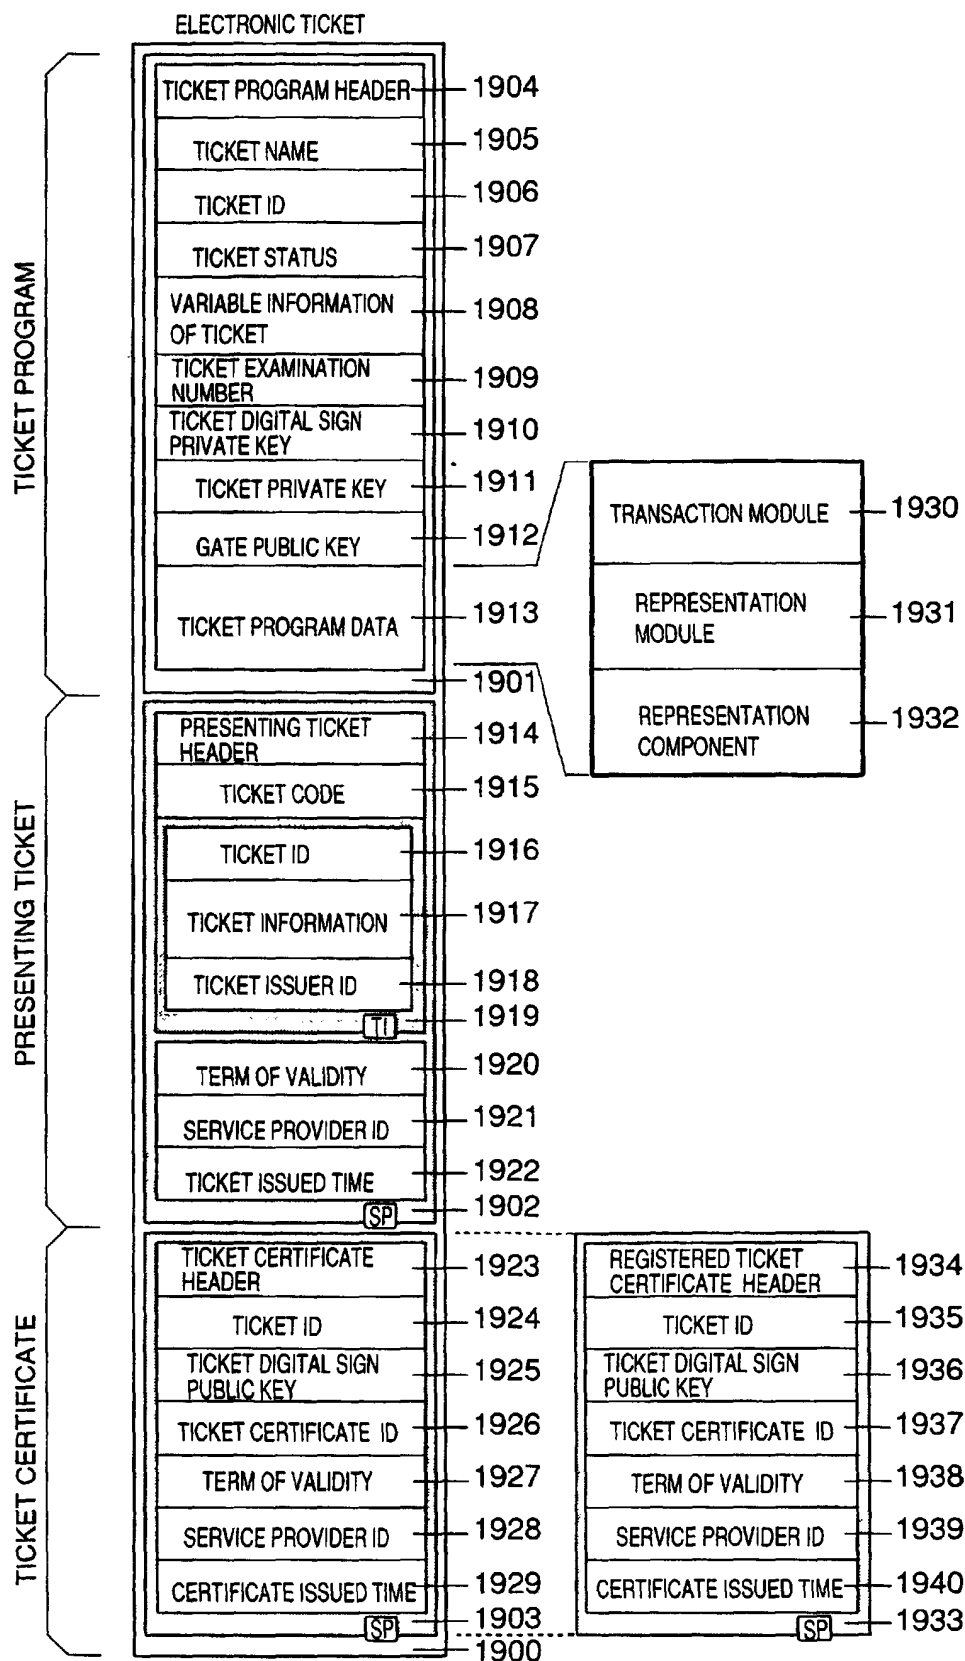 ELECTRONIC TICKET
TICKET PROGRAM
TICKET PROGRAM HEADER 1904
TICKET NAME 1905
TICKET ID 1906
TICKET STATUS 1907
VARIABLE INFORMATION
OF TICKET 1908
TICKET EXAMINATION
NUMBER 1909
TICKET DIGITAL SIGN
PRIVATE KEY 1910
TICKET PRIVATE KEY 1911
GATE PUBLIC KEY 1912
TICKET PROGRAM DATA 1913
1901
TRANSACTION MODULE 1930
REPRESENTATION
MODULE 1931
REPRESENTATION
COMPONENT 1932
PRESENTING TICKET
PRESENTING TICKET
HEADER 1914
TICKET CODE 1915
TICKET ID 1916
TICKET INFORMATION 1917
TICKET ISSUER ID 1918
TI 1919
TERM OF VALIDITY 1920
SERVICE PROVIDER ID 1921
TICKET ISSUED TIME 1922
SP 1902
TICKET CERTIFICATE
TICKET CERTIFICATE
HEADER 1923
TICKET ID 1924
TICKET DIGITAL SIGN
PUBLIC KEY 1925
TICKET CERTIFICATE ID 1926
TERM OF VALIDITY 1927
SERVICE PROVIDER ID 1928
CERTIFICATE ISSUED TIME 1929
SP 1903
1900
REGISTERED TICKET
CERTIFICATE HEADER 1934
TICKET ID 1935
TICKET DIGITAL SIGN
PUBLIC KEY 1936
TICKET CERTIFICATE ID 1937
TERM OF VALIDITY 1938
SERVICE PROVIDER ID 1939
CERTIFICATE ISSUED TIME 1940
SP 1933